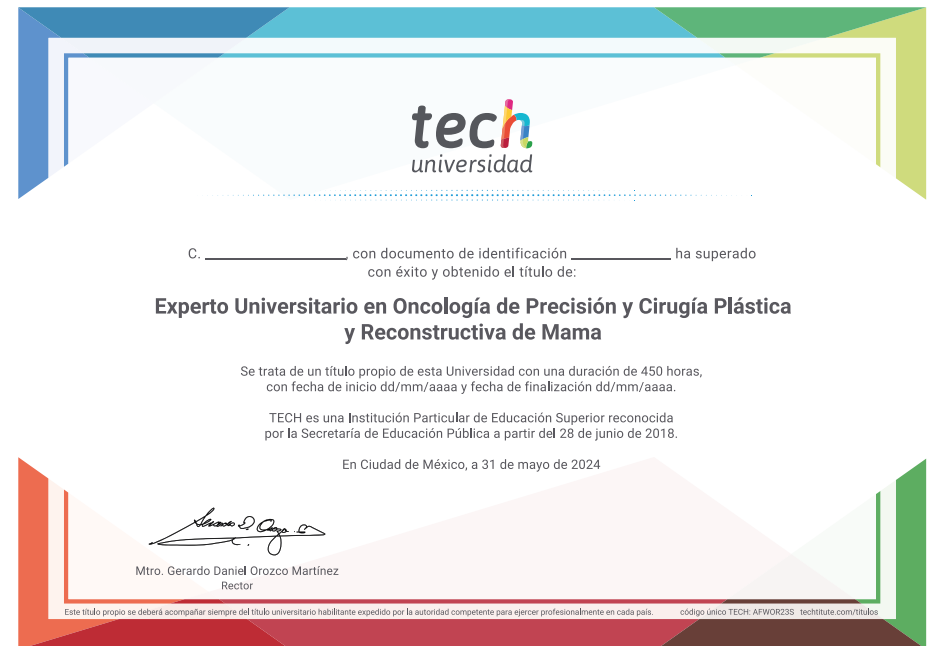 tech
universidad
C. ____________________, con documento de identificación ______________ ha superado
con éxito y obtenido el título de:
Experto Universitario en Oncología de Precisión y Cirugía Plástica
y Reconstructiva de Mama
Se trata de un título propio de esta Universidad con una duración de 450 horas,
con fecha de inicio dd/mm/aaaa y fecha de finalización dd/mm/aaaa.
TECH es una Institución Particular de Educación Superior reconocida
por la Secretaría de Educación Pública a partir del 28 de junio de 2018.
En Ciudad de México, a 31 de mayo de 2024
Mtro. Gerardo Daniel Orozco Martínez
Rector
Este título propio se deberá acompañar siempre del título universitario habilitante expedido por la autoridad competente para ejercer profesionalmente en cada país. código único TECH: AFWOR23S techtitute.com/titulos